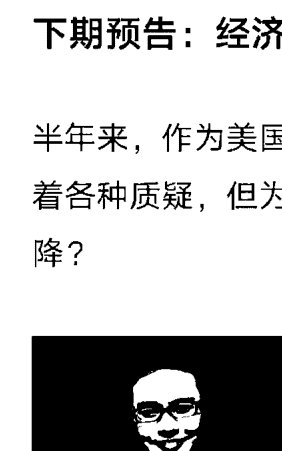 下期预告：经济
半年来，作为美国
着各种质疑，但为
降？